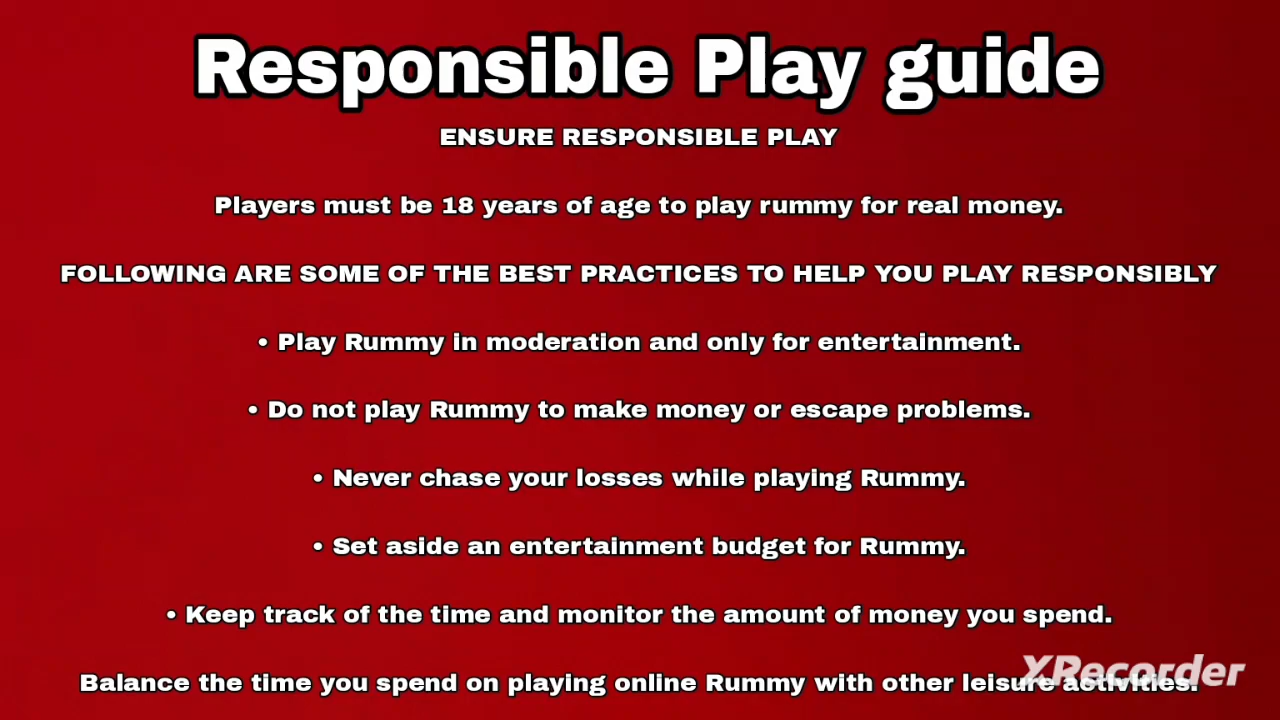 Responsible Play guide
ENSURE RESPONSIBLE PLAY
Players must be 18 years of age to play rummy for real money.
FOLLOWING ARE SOME OF THE BEST PRACTICES TO HELP YOU PLAY RESPONSIBLY
• Play Rummy in moderation and only for entertainment.
• Do not play Rummy to make money or escape problems.
• Never chase your losses while playing Rummy.
• Set aside an entertainment budget for Rummy.
• Keep track of the time and monitor the amount of money you spend.
Balance the time you spend on playing online Rummy with other leisure activities.
XRecorder